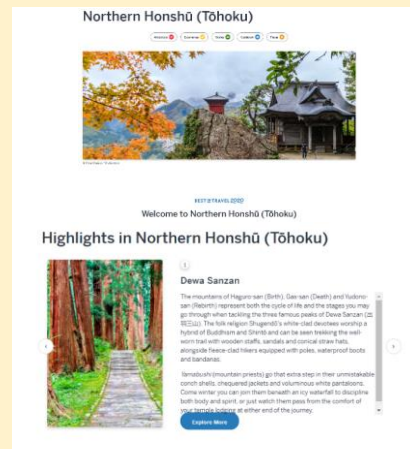 Northern Honshū (Tōhoku)
Welcome to Northern Honshū (Tōhoku)
Highlights in Northern Honshū (Tōhoku)
1
Dewa Sanzan
The mountains of Haguro-san (Birth), Gas-san (Death) and Yudono-
san (Rebirth) represent both the cycle of life and the stages you may
go through when tackling the three famous peaks of Dewa Sanzan (出
羽三山). The folk religion Shugendō's white-clad devotees worship a
hybrid of Buddhism and Shintō and can be seen trekking the well-
worn trail with wooden staffs, sandals and conical straw hats,
alongside fleece-clad hikers equipped with poles, waterproof boots
and bandanas.
Yamabushi (mountain priests) go that extra step in their unmistakable
conch shells, chequered jackets and voluminous white pantaloons.
Come winter you can join them beneath an icy waterfall to discipline
both body and spirit, or just watch them pass from the comfort of
your temple lodging at either end of the journey.
Explore More